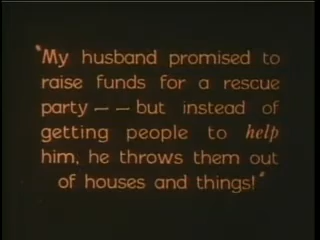 "My husband promised to
raise funds for a rescue
party — — but instead of
getting people to help
him, he throws them out
of houses and things!"